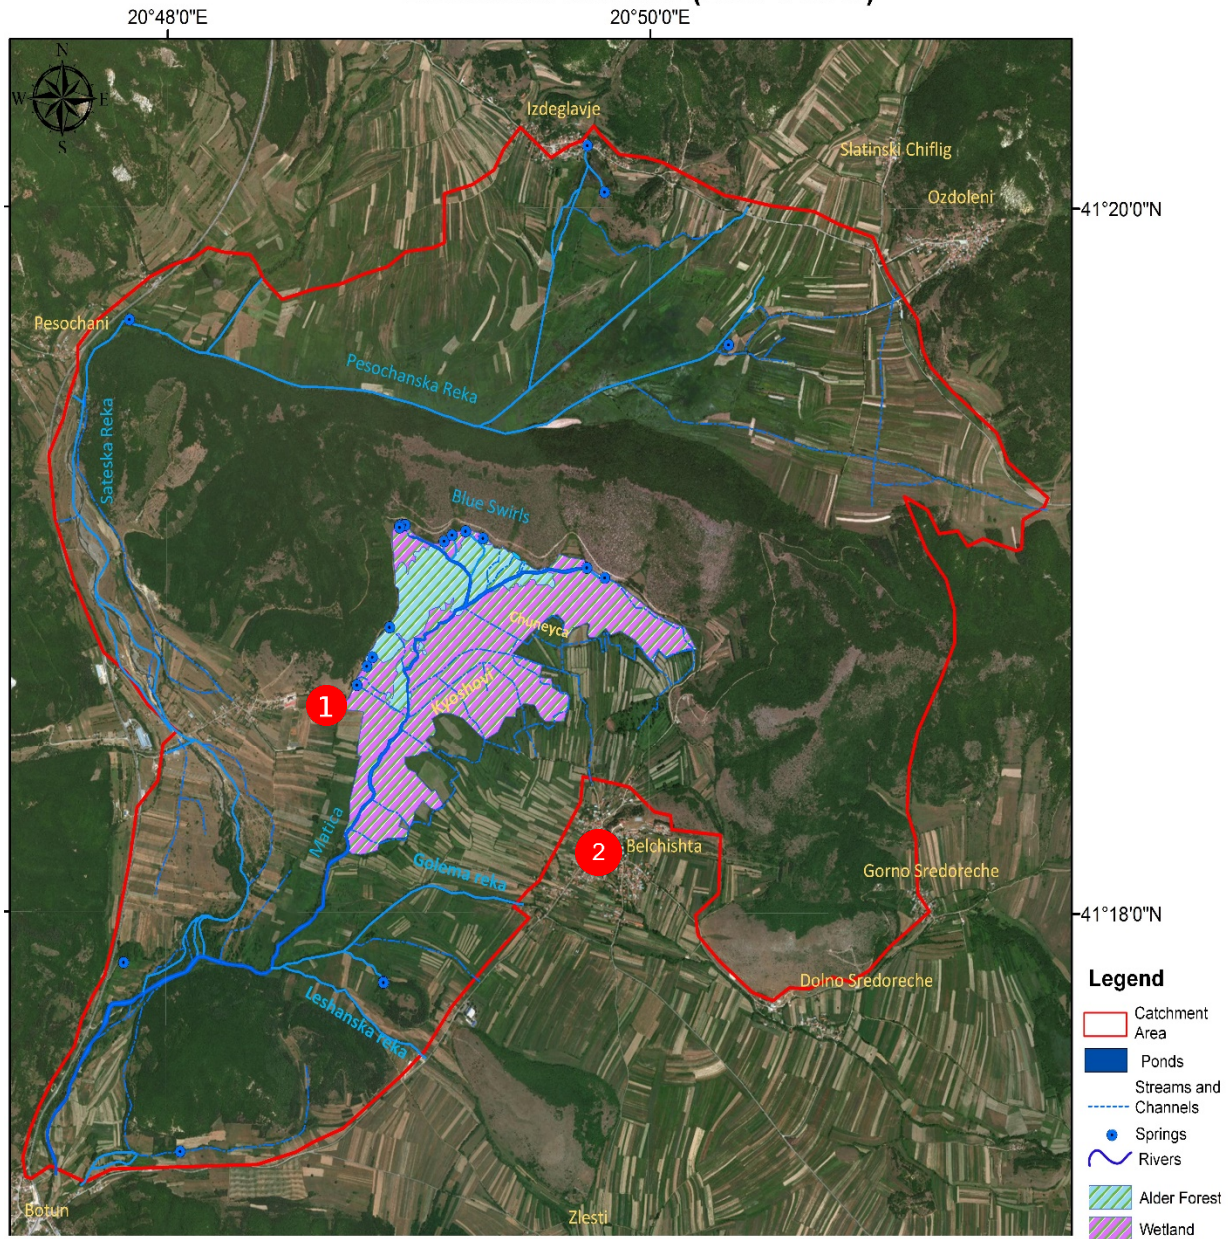 20°48'0"E
20°50'0"E
N
W
E
S
Izdeglavje
Slatinski Chiflig
Ozdoleni
41°20'0"N
Pesochani
Pesochanska Reka
Sateska Reka
Blue Swirls
Chuneyca
Kyoshovi
1
Matica
Goloma reka
2
Belchishta
Gorno Sredoreche
41°18'0"N
Dolno Sredoreche
Leshanska reka
Botun
Zlesti
Legend
Catchment
Area
Ponds
Streams and
Channels
Springs
Rivers
Alder Forest
Wetland